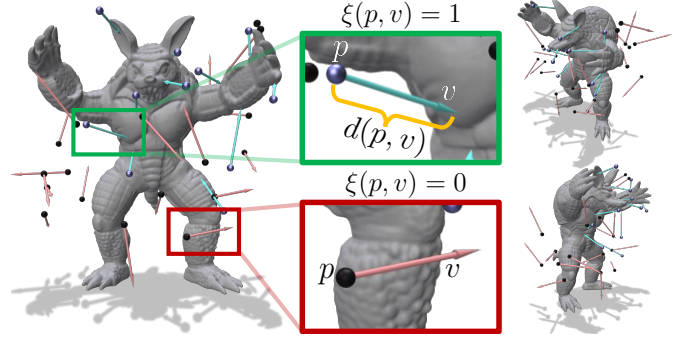 ξ(p, v) = 1
p
v
d(p, v)
ξ(p, v) = 0
p
v